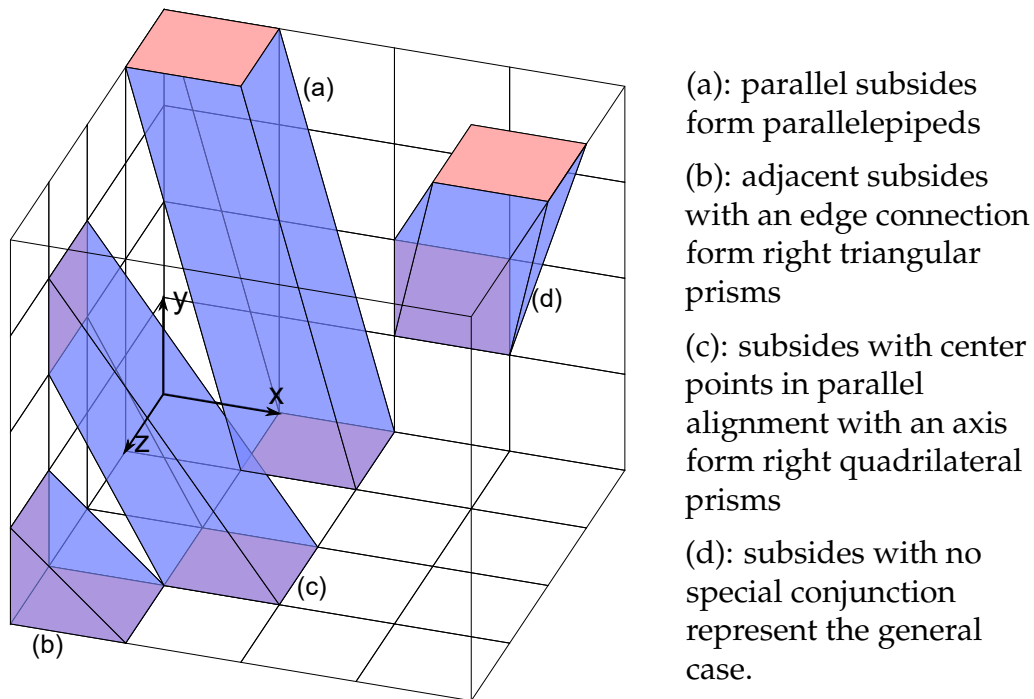 (a)
(a): parallel subsides
form parallelepipeds
(b): adjacent subsides
with an edge connection
form right triangular
prisms
(c): subsides with center
points in parallel
alignment with an axis
form right quadrilateral
prisms
(d): subsides with no
special conjunction
represent the general
case.
(d)
y
x
z
(c)
(b)